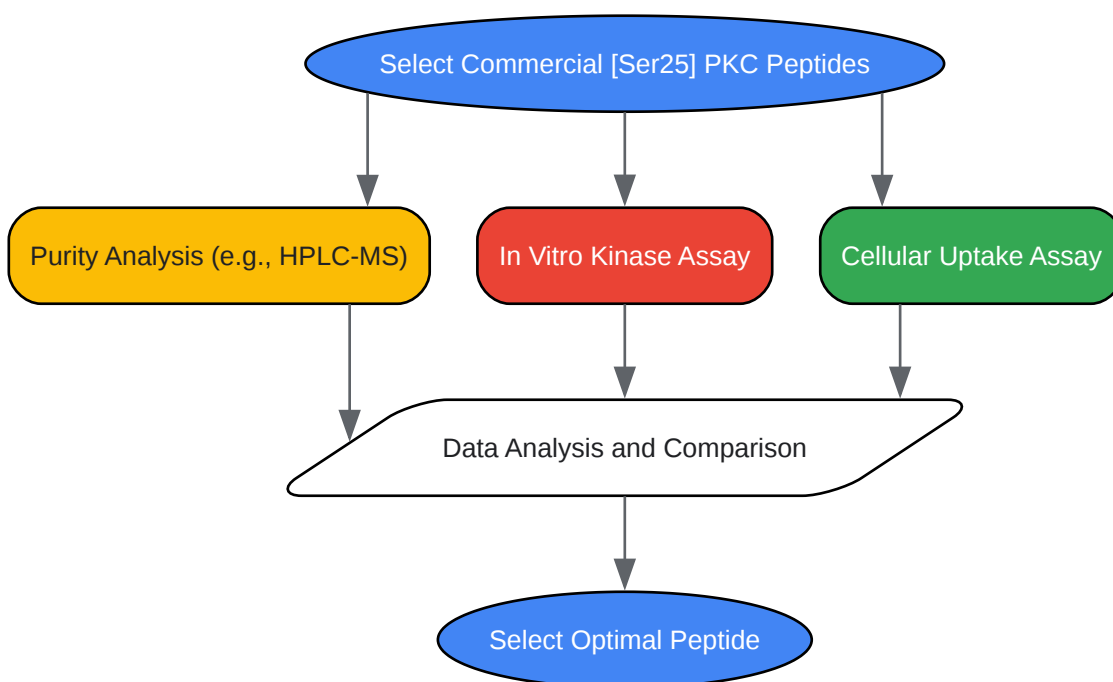 Select Commercial [Ser25] PKC Peptides
Purity Analysis (e.g., HPLC-MS)
In Vitro Kinase Assay
Cellular Uptake Assay
Data Analysis and Comparison
Select Optimal Peptide